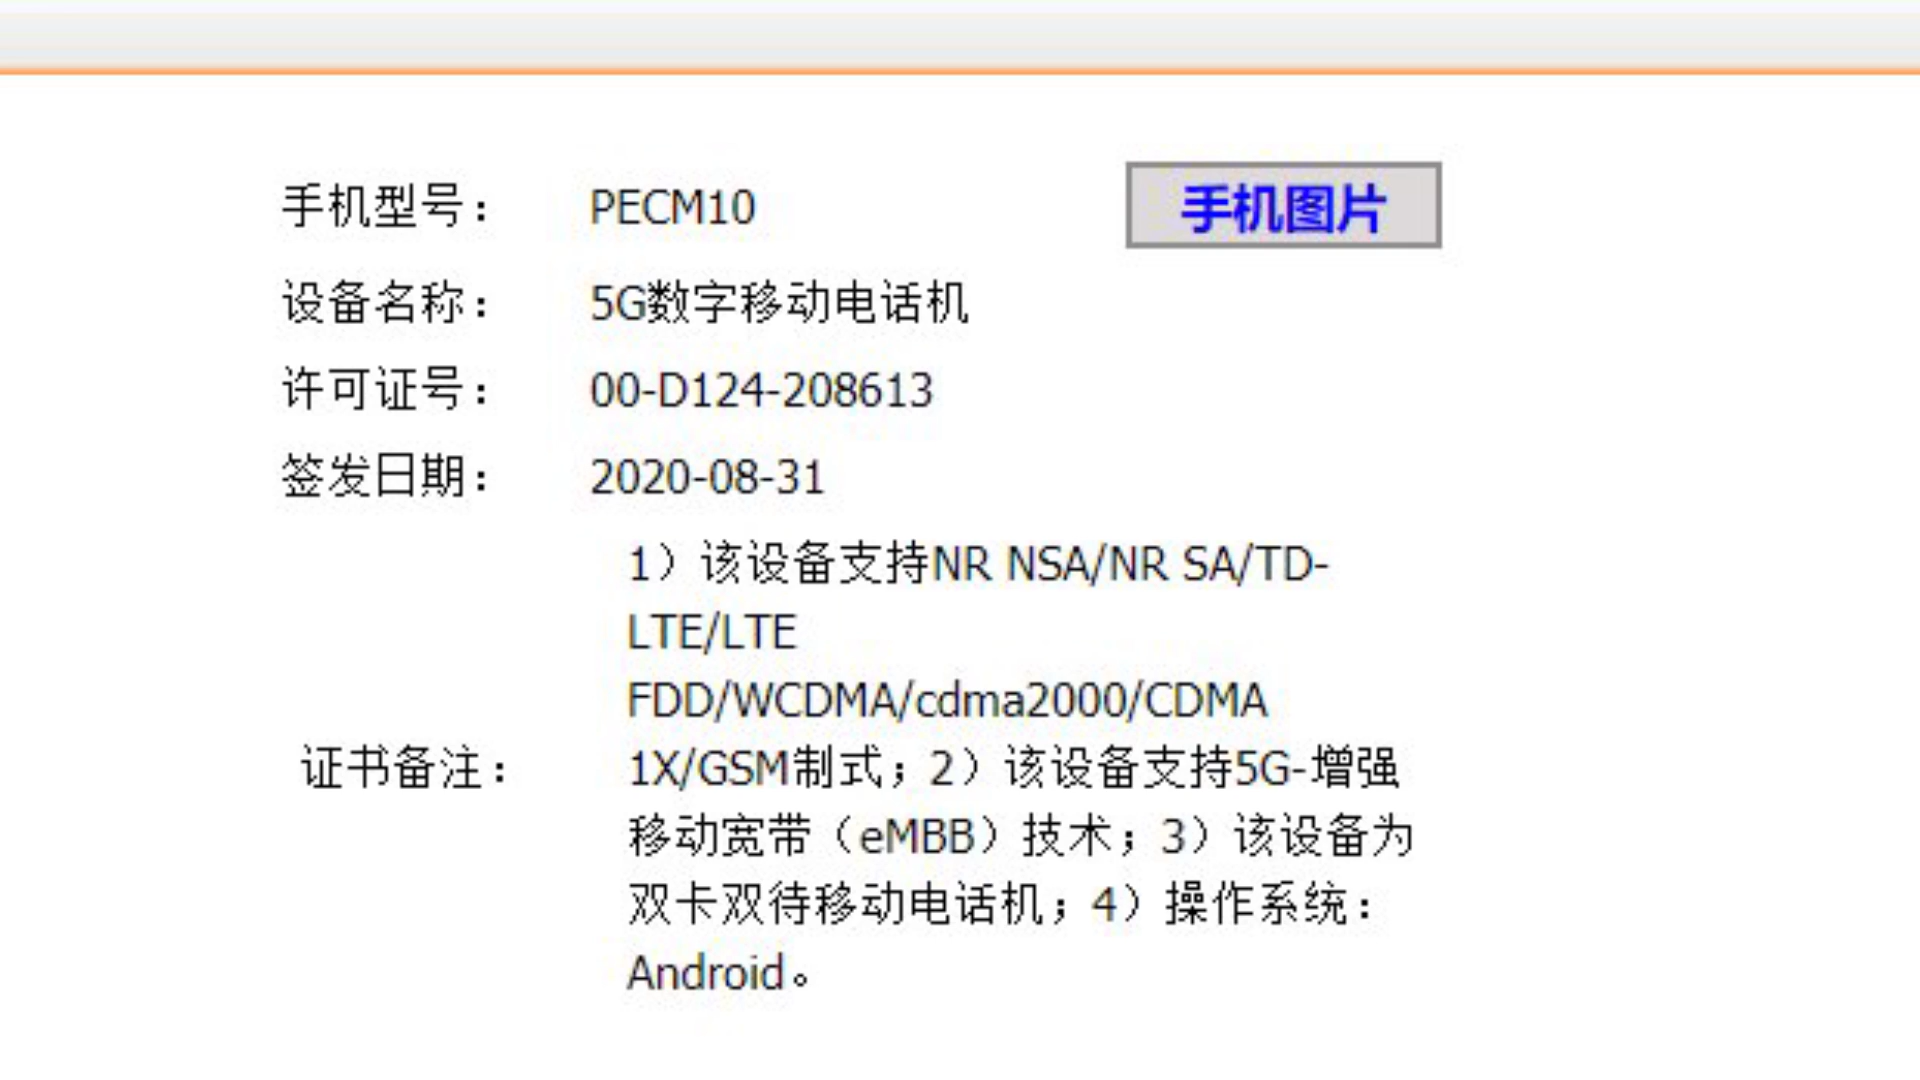 手机型号： PECM10 手机图片
设备名称： 5G数字移动电话机
许可证号： 00-D124-208613
签发日期： 2020-08-31
1）该设备支持NR NSA/NR SA/TD-
LTE/LTE
FDD/WCDMA/cdma2000/CDMA
证书备注： 1X/GSM制式；2）该设备支持5G-增强
移动宽带（eMBB）技术；3）该设备为
双卡双待移动电话机；4）操作系统：
Android。